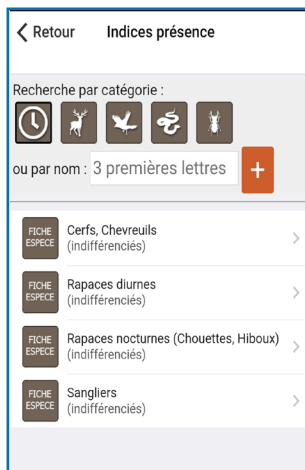 Retour Indices présence
Recherche par catégorie :
ou par nom : 3 premières lettres +
FICHE ESPECE Cerfs, Chevreuils
(indifférenciés)
FICHE ESPECE Rapaces diurnes
(indifférenciés)
FICHE ESPECE Rapaces nocturnes (Chouettes, Hiboux)
(indifférenciés)
FICHE ESPECE Sangliers
(indifférenciés)